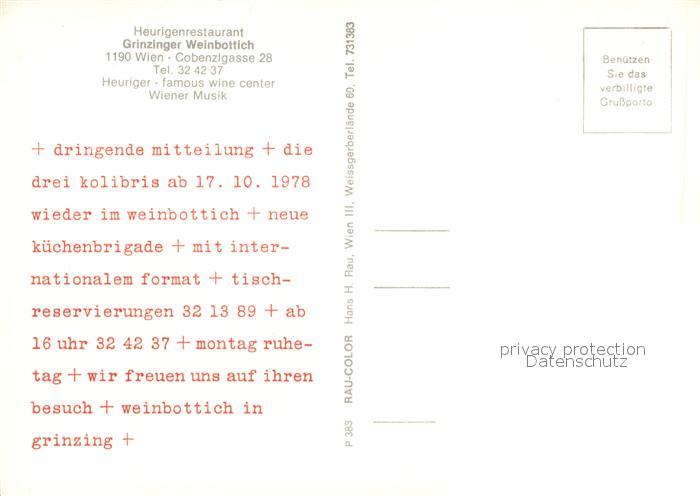 Heurigenrestaurant
Grinzinger Weinbottich
1190 Wien - Cobenzlgasse 28
Tel. 32 42 37
Heuriger - famous wine center
Wiener Musik
+ dringende mitteilung + die
drei kolibris ab 17. 10. 1978
wieder im weinbottich + neue
küchenbrigade + mit inter-
nationalem format + tisch-
reservierungen 32 13 89 + ab
16 uhr 32 42 37 + montag ruhe-
tag + wir freuen uns auf ihren
besuch + weinbottich in
grinzing +
P 383 RAU-COLOR Hans H. Rau, Wien III, Weissgerberlände 60, Tel. 731383
Benützen
Sie das
verbilligte
Grußporto
privacy protection
Datenschutz